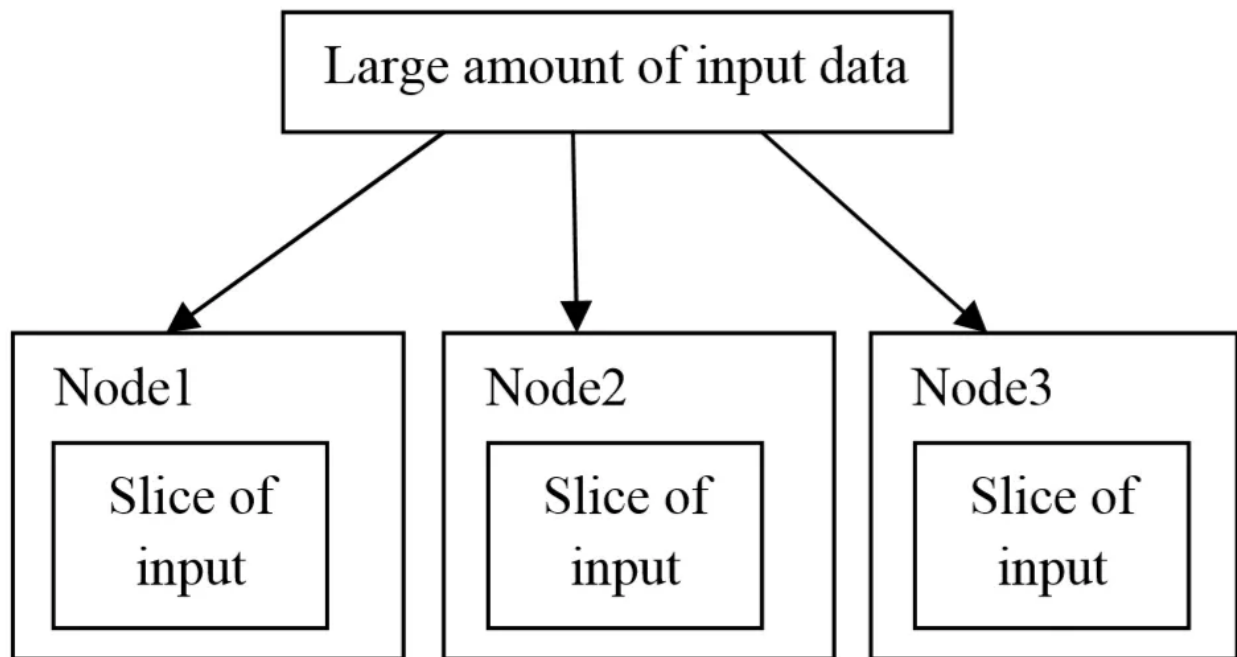 Large amount of input data
Node1
Slice of
input
Node2
Slice of
input
Node3
Slice of
input